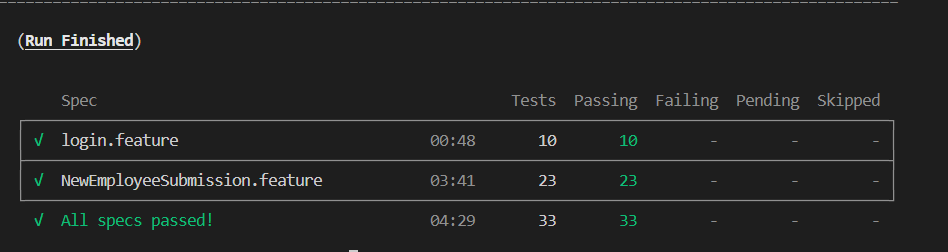 (Run Finished)
Spec Tests Passing Failing Pending Skipped
√ login.feature 00:48 10 10 - - -
√ NewEmployeeSubmission.feature 03:41 23 23 - - -
√ All specs passed! 04:29 33 33 - - -